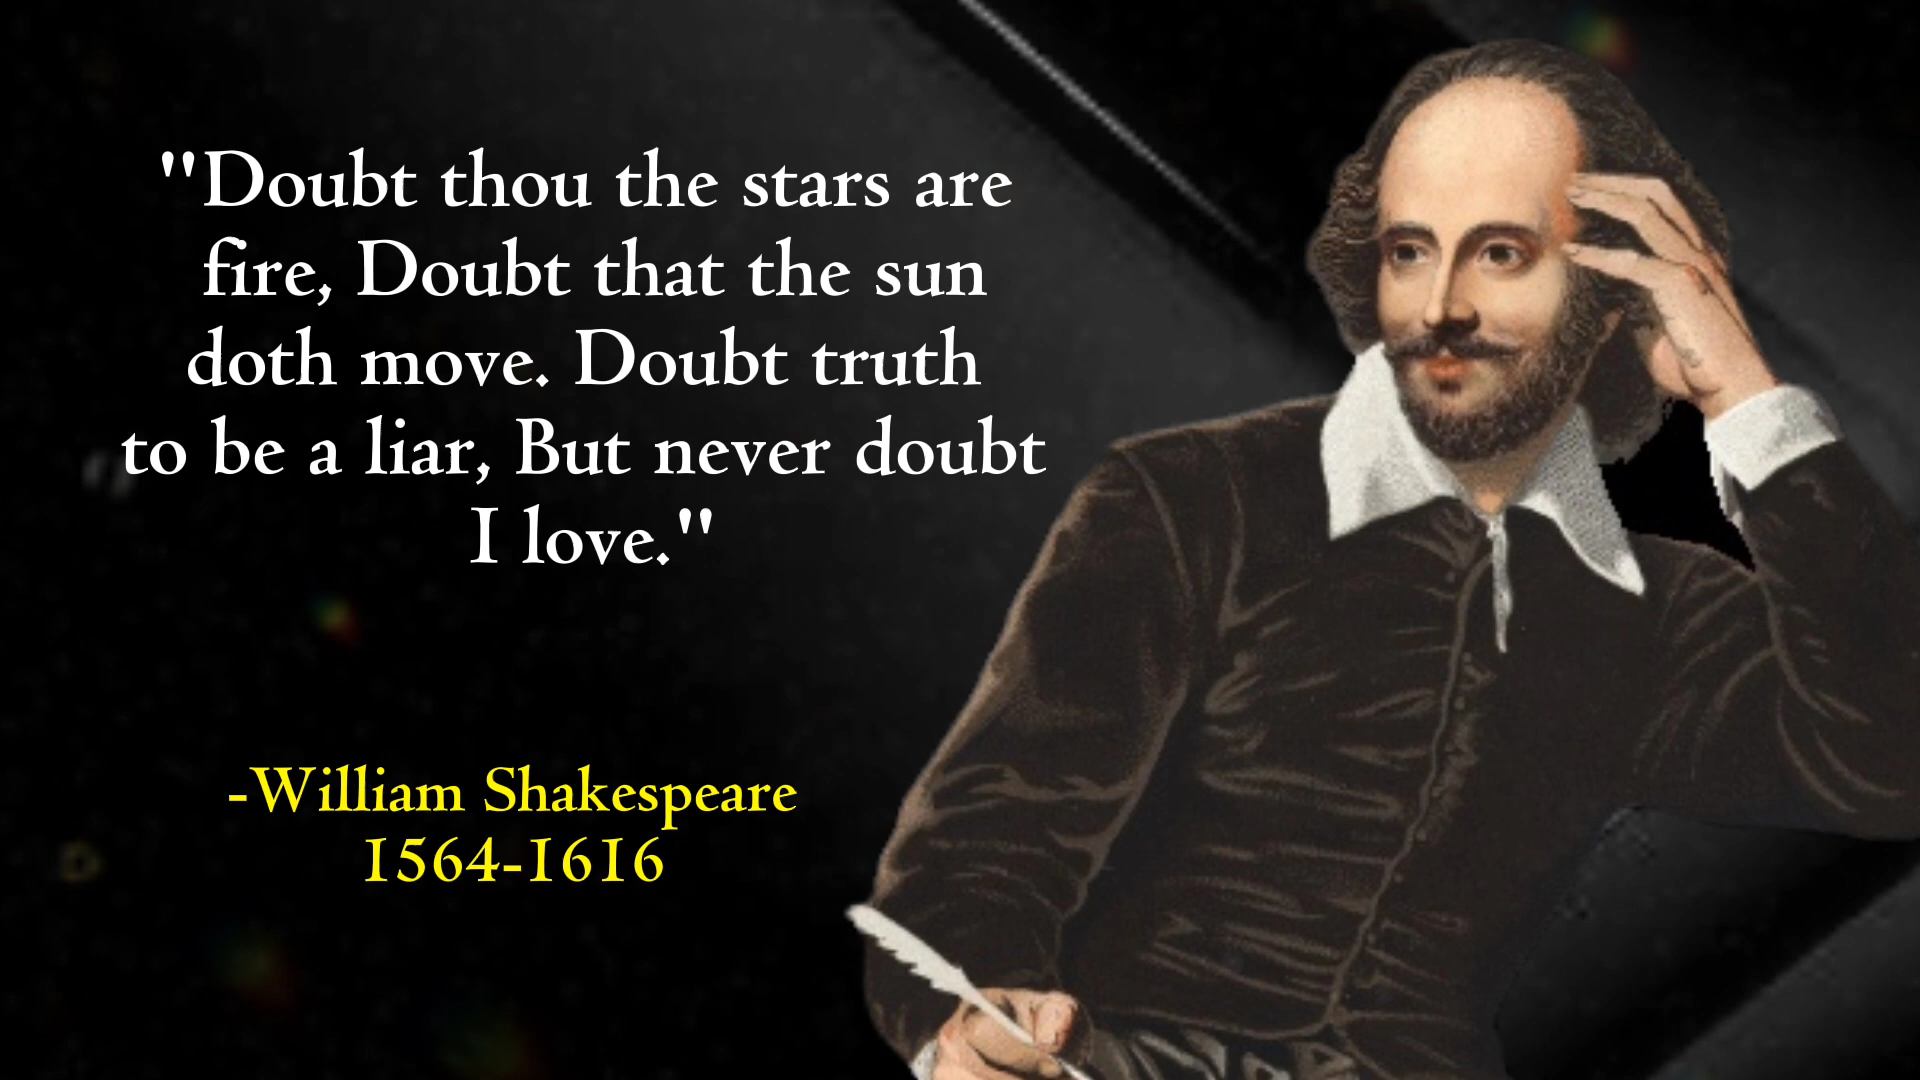 "Doubt thou the stars are
fire, Doubt that the sun
doth move. Doubt truth
to be a liar, But never doubt
I love."
-William Shakespeare
1564-1616